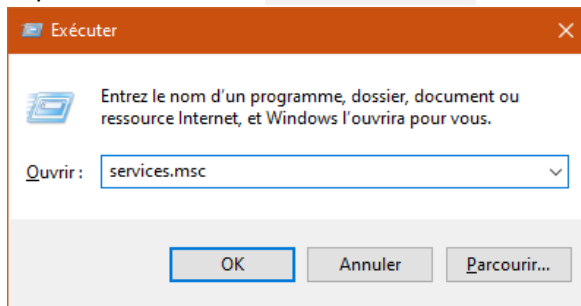 Exécuter
Entrez le nom d'un programme, dossier, document ou
ressource Internet, et Windows l'ouvrira pour vous.
Ouvrir : services.msc
OK Annuler Parcourir...